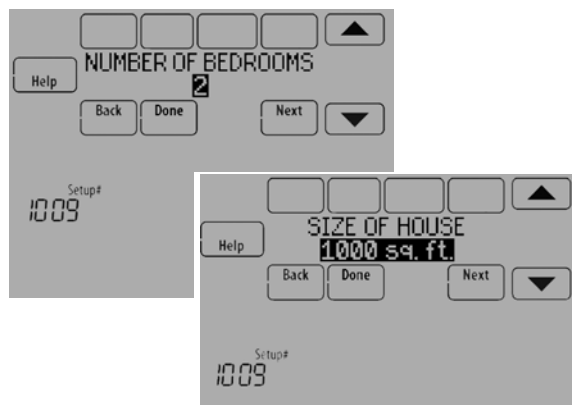 NUMBER OF BEDROOMS
Help
2
Back Done Next
Setup#
1009
SIZE OF HOUSE
Help
1000 sq. ft.
Back Done Next
Setup#
1009